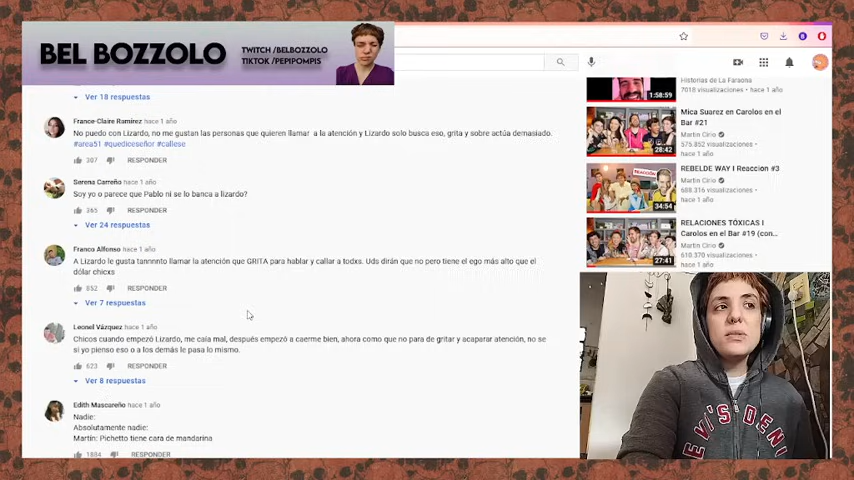 BEL BOZZOLO
TWITCH /BELBOZZOLO
TIKTOK /PEPIPOMPIS
Ver 18 respuestas
France-Claire Ramírez hace 1 año
No puedo con Lizardo, no me gustan las personas que quieren llamar a la atención y Lizardo solo busca eso, grita y sobre actúa demasiado.
#area51 #quediceseñor #callese
307 RESPONDER
Serena Carreño hace 1 año
Soy yo o parece que Pablo ni se lo banca a lizardo?
365 RESPONDER
Ver 24 respuestas
Franco Alfonso hace 1 año
A Lizardo le gusta tannnnto llamar la atención que GRITA para hablar y callar a todxs. Uds dirán que no pero tiene el ego más alto que el
dólar chicxs
852 RESPONDER
Ver 7 respuestas
Leonel Vázquez hace 1 año
Chicos cuando empezó Lizardo, me caía mal, después empezó a caerme bien, ahora como que no para de gritar y acaparar atención, no se
si yo pienso eso o a los demás le pasa lo mismo.
623 RESPONDER
Ver 8 respuestas
Edith Mascareño hace 1 año
Nadie:
Absolutamente nadie:
Martín: Pichetto tiene cara de mandarina
1884 RESPONDER
Historias de La Faraona
7018 visualizaciones • hace 1 año
1:58:59
Mica Suarez en Carolos en el
Bar #21
Martin Cirio
575.852 visualizaciones •
hace 1 año
28:42
REBELDE WAY I Reaccion #3
Martin Cirio
688.316 visualizaciones •
hace 1 año
REACCIÓN
34:54
RELACIONES TÓXICAS I
Carolos en el Bar #19 (con...
Martin Cirio
610.370 visualizaciones •
hace 1 año
27:41
LEVI'S DENI